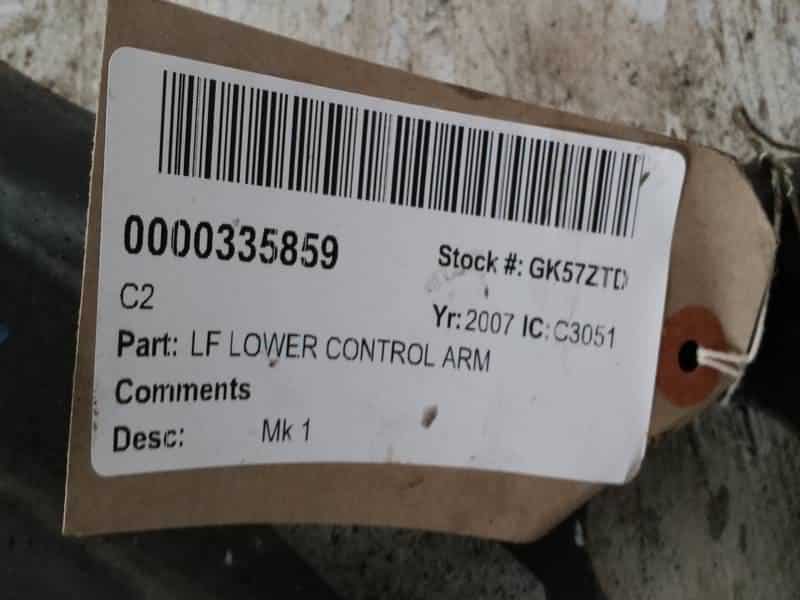 0000335859
Stock #: GK57ZTD
C2
Yr: 2007 IC: C3051
Part: LF LOWER CONTROL ARM
Comments
Desc: Mk 1